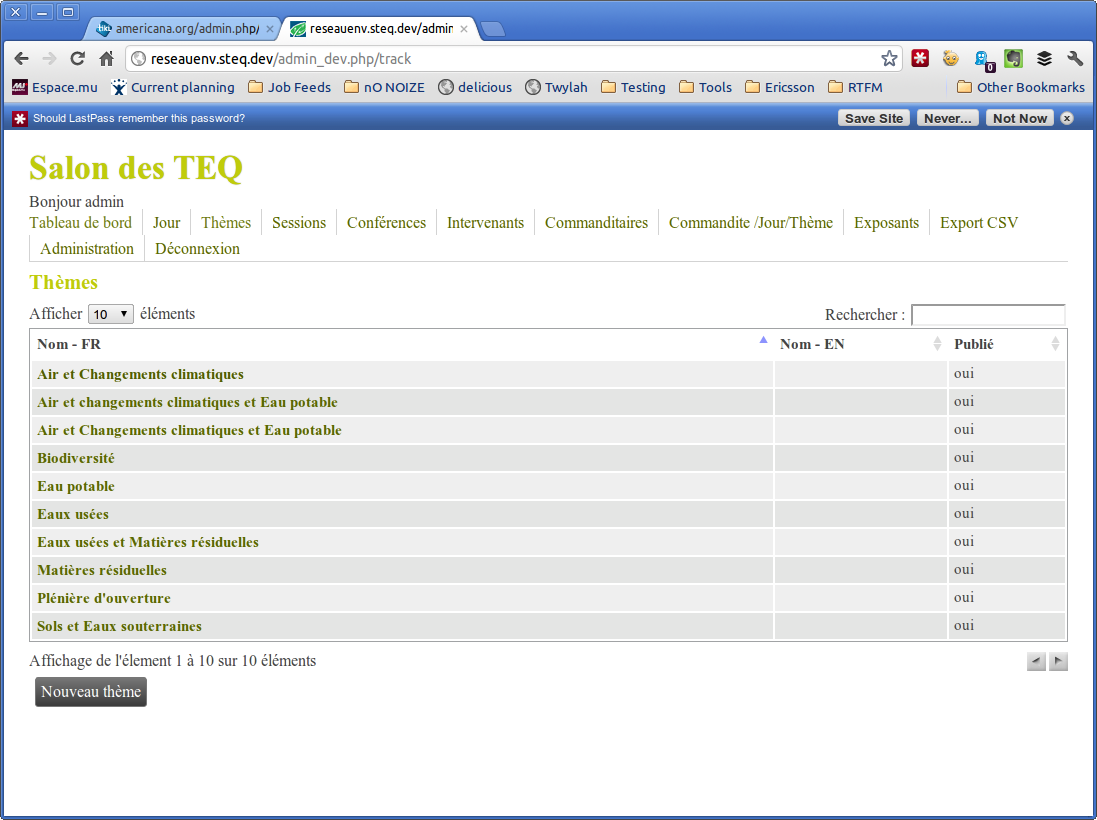 americana.org/admin.php/
reseauenv.steq.dev/admin
reseauenv.steq.dev/admin_dev.php/track
0
Espace.mu Current planning Job Feeds nO NOIZE delicious Twylah Testing Tools Ericsson RTFM Other Bookmarks
Should LastPass remember this password? Save Site Never... Not Now
Salon des TEQ
Bonjour admin
Tableau de bord Jour Thèmes Sessions Conférences Intervenants Commanditaires Commandite /Jour/Thème Exposants Export CSV
Administration Déconnexion
Thèmes
Afficher 10 éléments Rechercher :
Nom - FR Nom - EN Publié
Air et Changements climatiques oui
Air et changements climatiques et Eau potable oui
Air et Changements climatiques et Eau potable oui
Biodiversité oui
Eau potable oui
Eaux usées oui
Eaux usées et Matières résiduelles oui
Matières résiduelles oui
Plénière d'ouverture oui
Sols et Eaux souterraines oui
Affichage de l'élement 1 à 10 sur 10 éléments
Nouveau thème